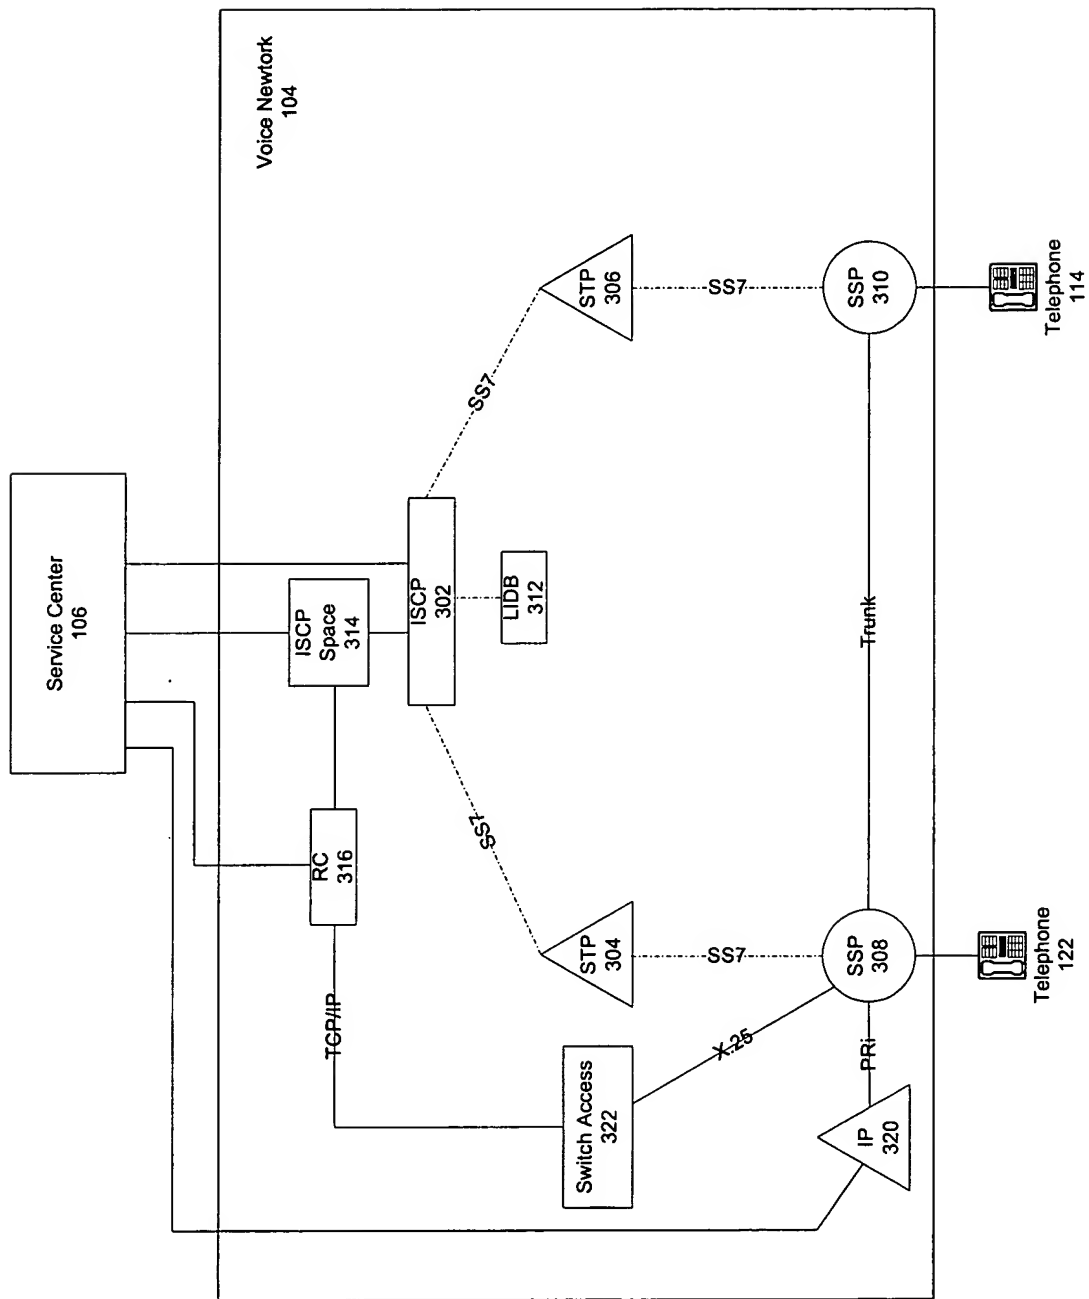 Service Center
106
Voice Newtork
104
ISCP
Space
314
RC
316
ISCP
302
LIDB
312
TCP/IP
SS7
SS7
Switch Access
322
STP
304
STP
306
X.25
SS7
SS7
IP
320
PRi
SSP
308
Trunk
SSP
310
Telephone
122
Telephone
114